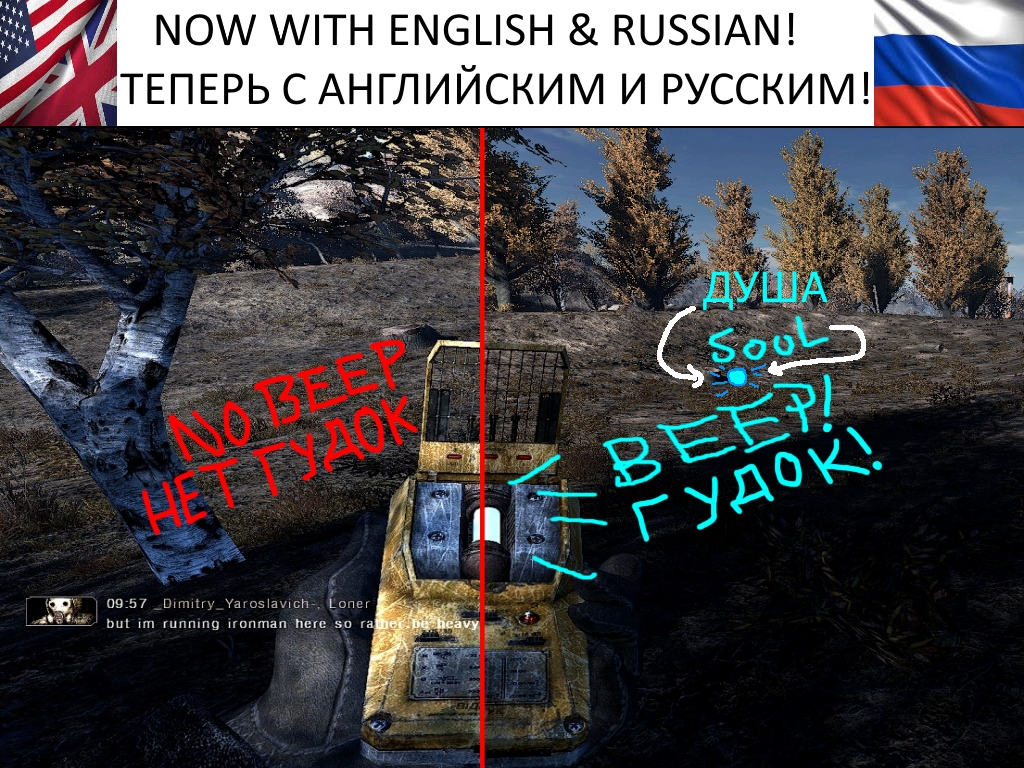 NOW WITH ENGLISH & RUSSIAN!
ТЕПЕРЬ С АНГЛИЙСКИМ И РУССКИМ!
NO BEEP
НЕТ ГУДОК
ДУША
SOUL
BEEP!
ГУДОК!
09:57 _Dimitry_Yaroslavich-, Loner
but im running ironman here so rather be heavy